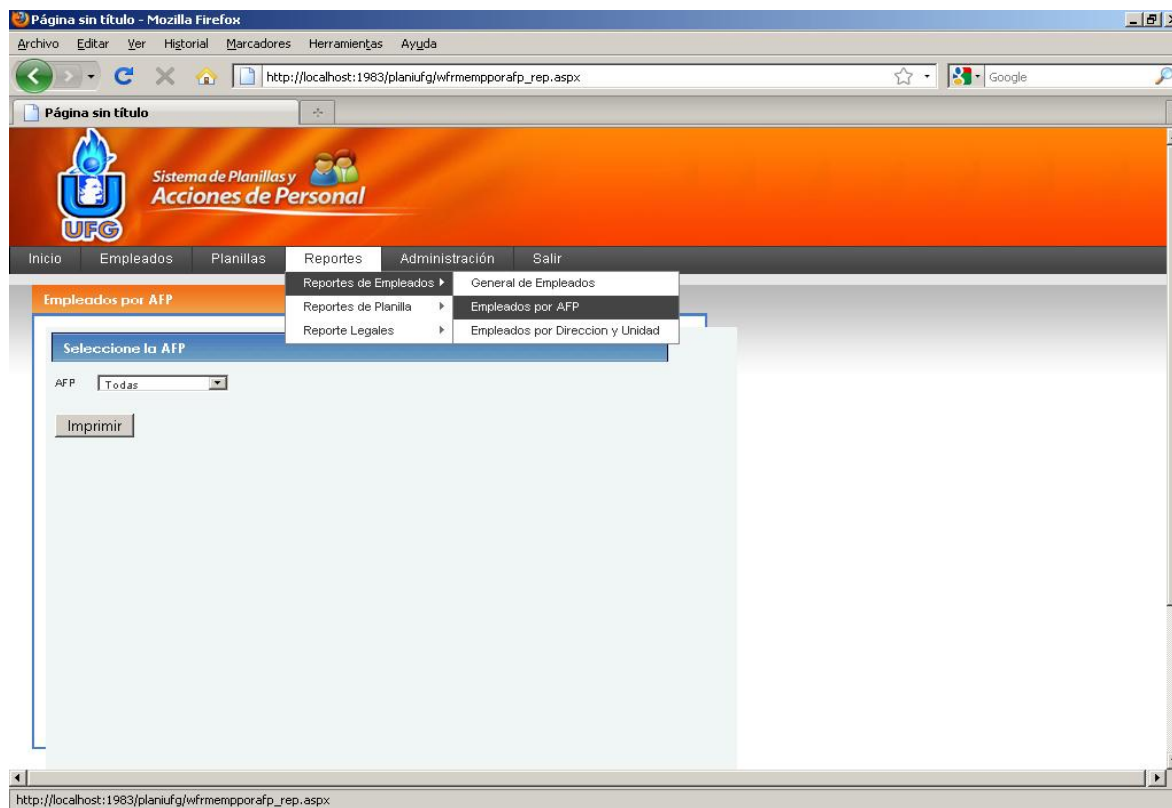 Página sin título - Mozilla Firefox
Archivo Editar Ver Historial Marcadores Herramientas Ayuda
http://localhost:1983/planiufg/wfrmempporafp_rep.aspx
Google
Página sin título
Sistema de Planillas y
Acciones de Personal
UFG
Inicio Empleados Planillas Reportes Administración Salir
Reportes de Empleados General de Empleados
Empleados por AFP
Reportes de Planilla Empleados por AFP
Reporte Legales Empleados por Direccion y Unidad
Seleccione la AFP
AFP Todas
Imprimir
http://localhost:1983/planiufg/wfrmempporafp_rep.aspx